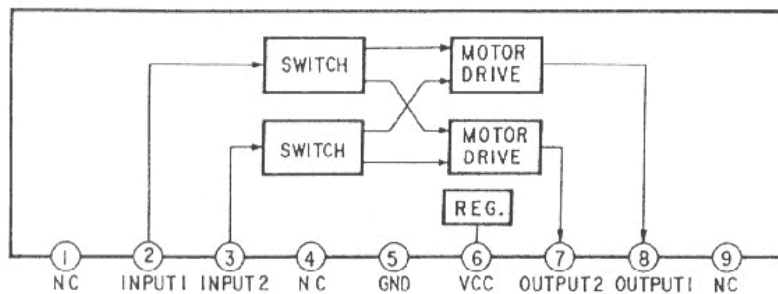 SWITCH
MOTOR
DRIVE
SWITCH
MOTOR
DRIVE
REG.
1 2 3 4 5 6 7 8 9
NC INPUT1 INPUT2 NC GND VCC OUTPUT2 OUTPUT1 NC